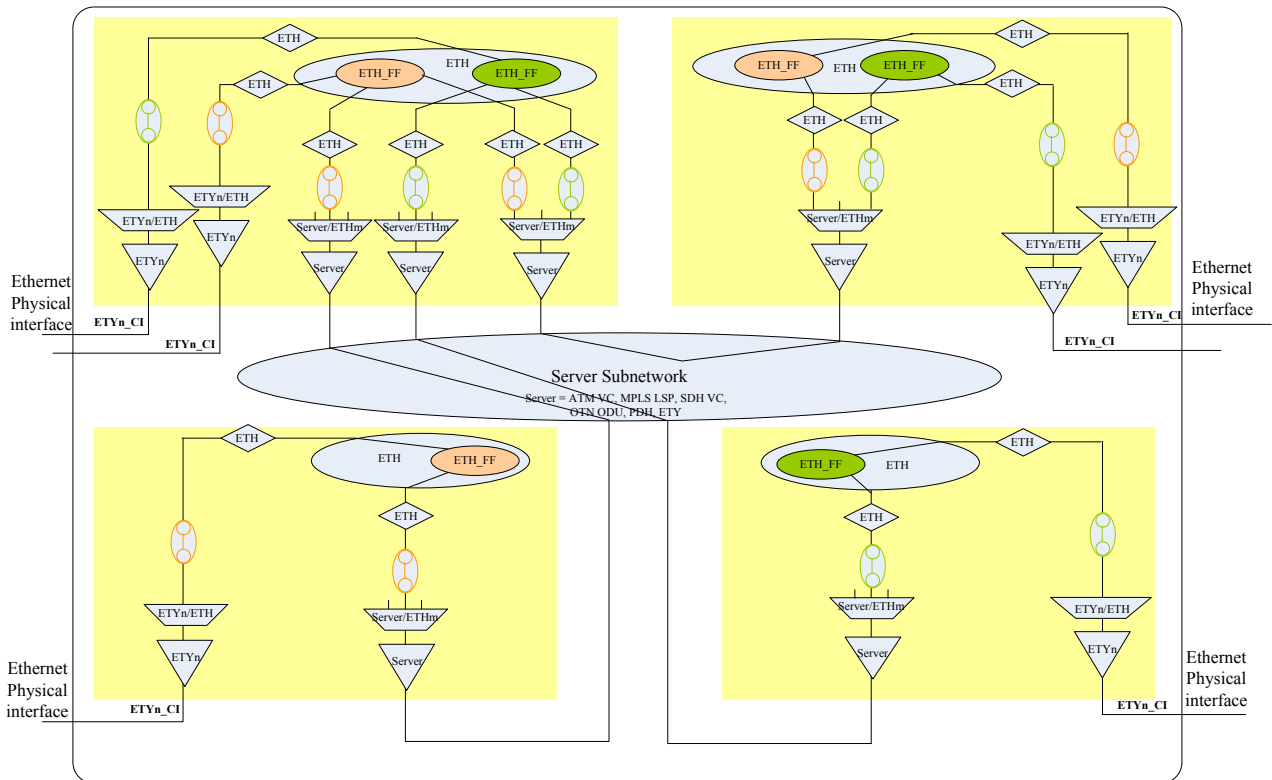 ETH
ETH
ETH_FF
ETH
ETH_FF
ETH
ETH
ETH
ETH
ETYn/ETH
ETYn/ETH
Server/ETHm
Server/ETHm
Server/ETHm
ETYn
ETYn
Server
Server
Server
Ethernet
Physical
interface
ETYn_CI
ETYn_CI
ETH
ETH_FF
ETH
ETH_FF
ETH
ETH
ETH
Server/ETHm
ETYn/ETH
ETYn/ETH
Server
ETYn
ETYn
Ethernet
Physical
interface
ETYn_CI
ETYn_CI
Server Subnetwork
Server = ATM VC, MPLS LSP, SDH VC,
OTN ODU, PDH, ETY
ETH
ETH
ETH_FF
ETH
ETYn/ETH
Server/ETHm
ETYn
Server
Ethernet
Physical
interface
ETYn_CI
ETH
ETH_FF
ETH
ETH
Server/ETHm
ETYn/ETH
Server
ETYn
Ethernet
Physical
interface
ETYn_CI